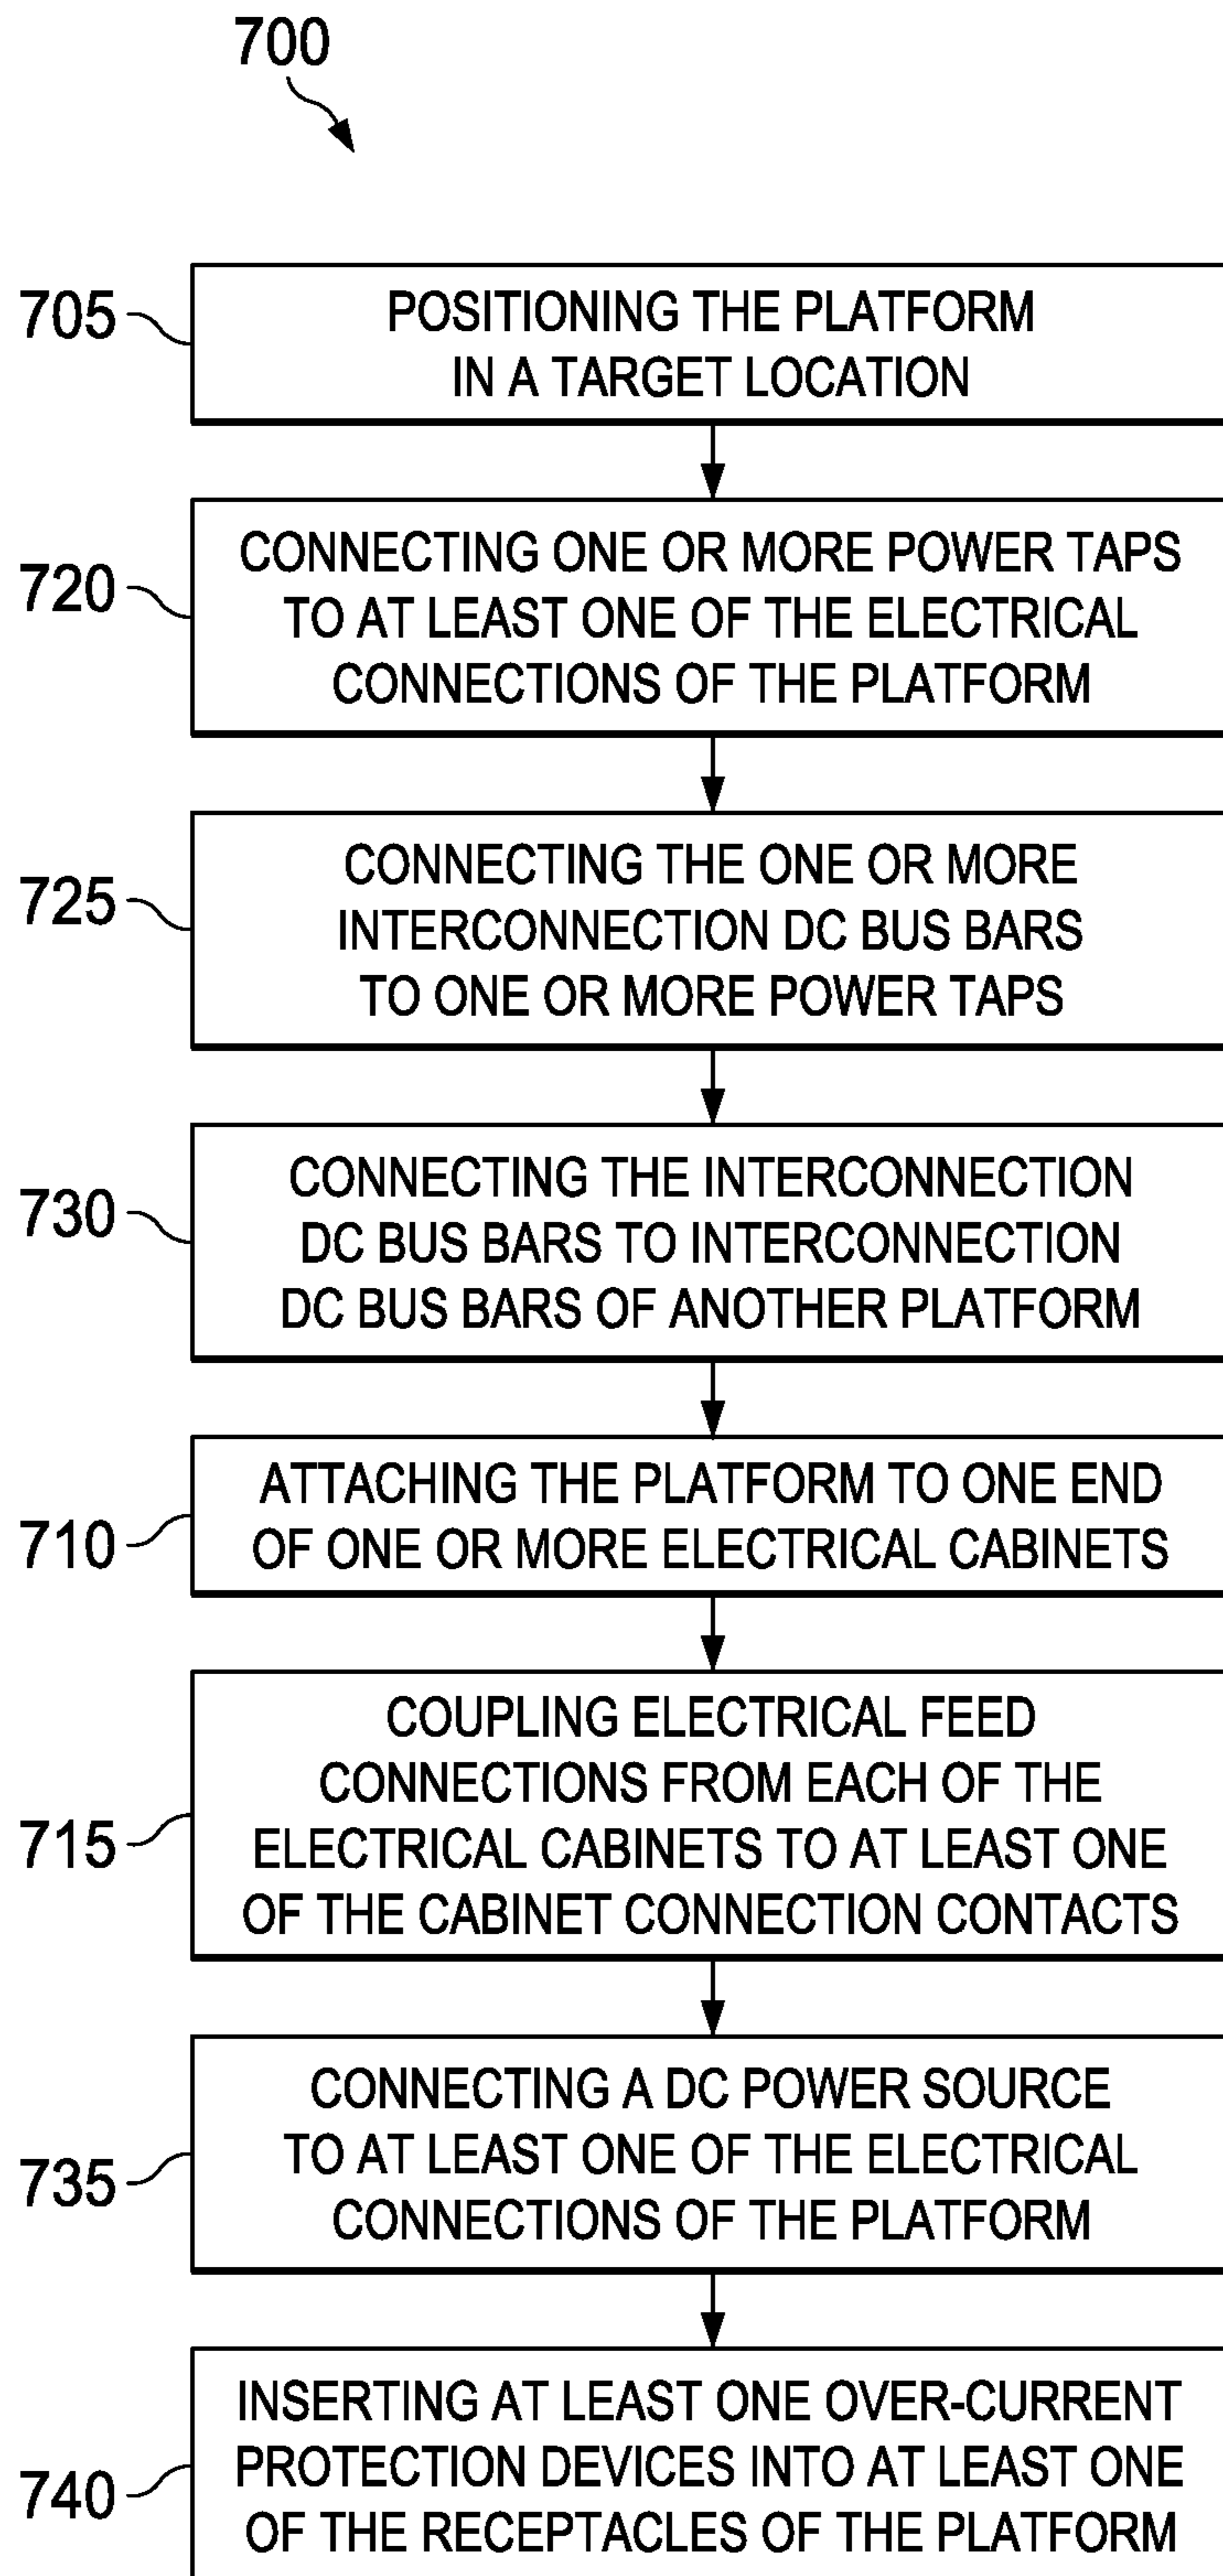 700
705
POSITIONING THE PLATFORM
IN A TARGET LOCATION
720
CONNECTING ONE OR MORE POWER TAPS
TO AT LEAST ONE OF THE ELECTRICAL
CONNECTIONS OF THE PLATFORM
725
CONNECTING THE ONE OR MORE
INTERCONNECTION DC BUS BARS
TO ONE OR MORE POWER TAPS
730
CONNECTING THE INTERCONNECTION
DC BUS BARS TO INTERCONNECTION
DC BUS BARS OF ANOTHER PLATFORM
710
ATTACHING THE PLATFORM TO ONE END
OF ONE OR MORE ELECTRICAL CABINETS
715
COUPLING ELECTRICAL FEED
CONNECTIONS FROM EACH OF THE
ELECTRICAL CABINETS TO AT LEAST ONE
OF THE CABINET CONNECTION CONTACTS
735
CONNECTING A DC POWER SOURCE
TO AT LEAST ONE OF THE ELECTRICAL
CONNECTIONS OF THE PLATFORM
740
INSERTING AT LEAST ONE OVER-CURRENT
PROTECTION DEVICES INTO AT LEAST ONE
OF THE RECEPTACLES OF THE PLATFORM